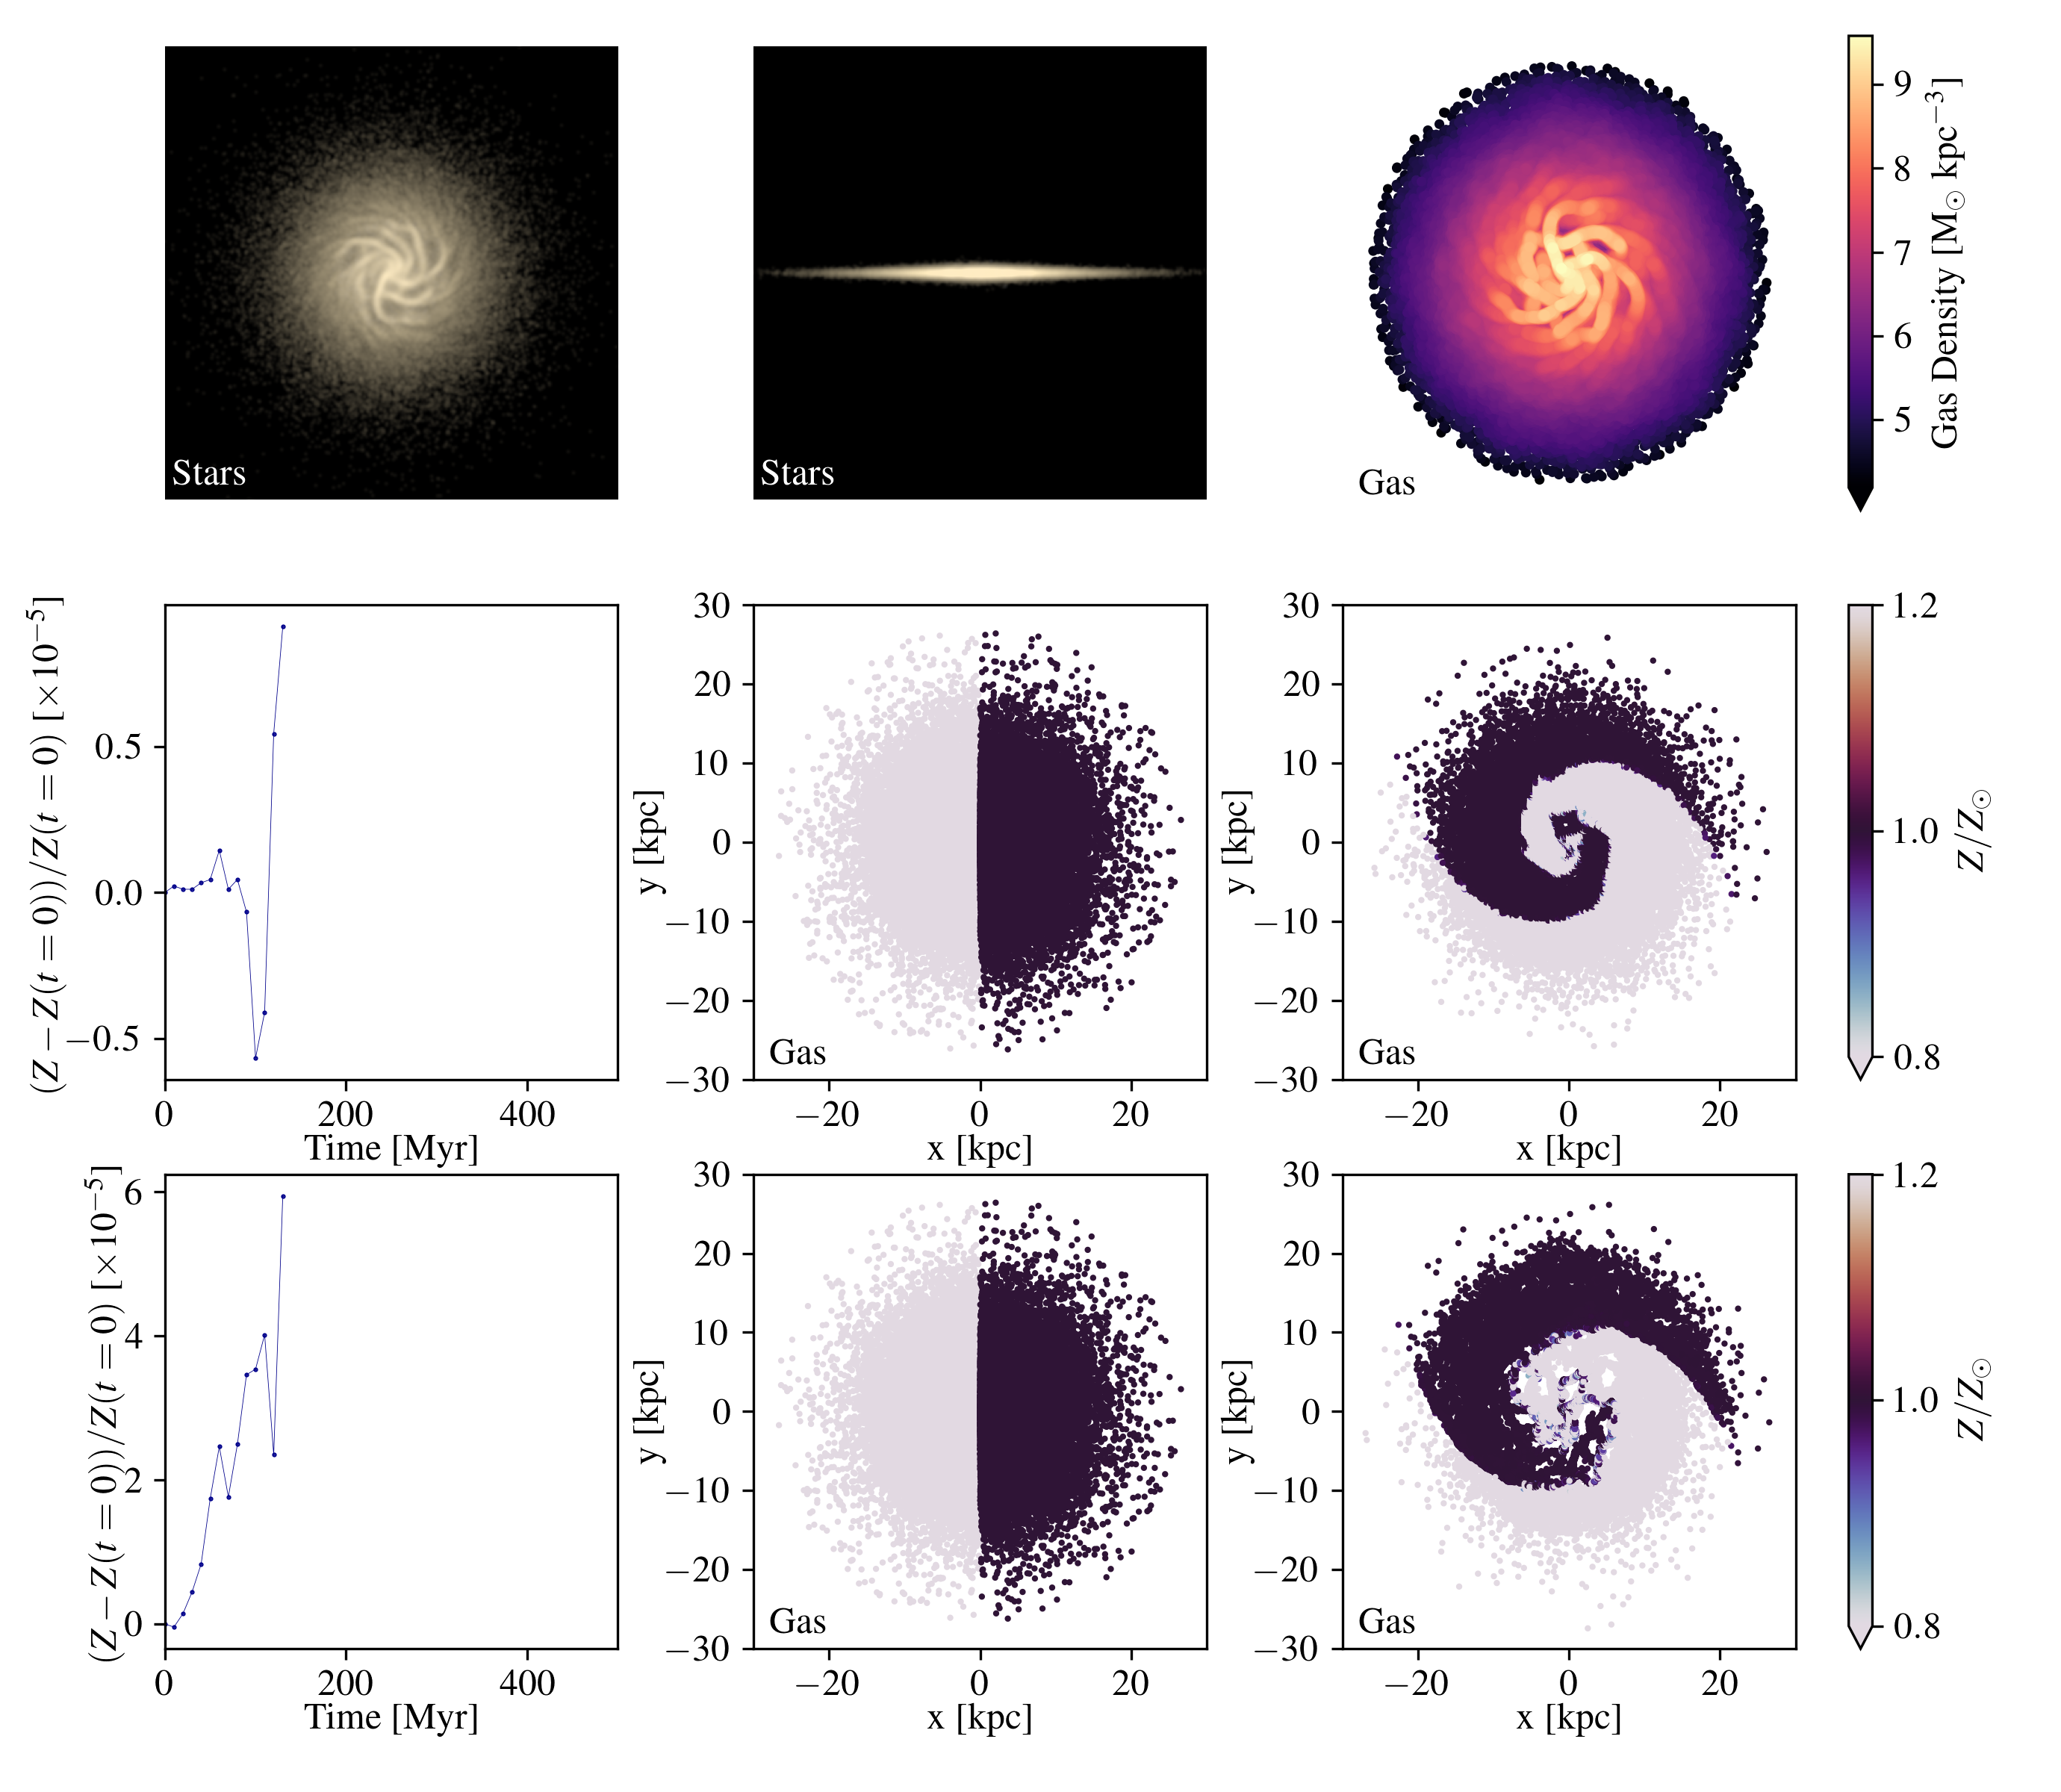 Stars
Stars
Gas
9
8
7
6
5
Gas Density [M⊙ kpc⁻³]
(Z − Z(t = 0))/Z(t = 0) [×10⁻⁵]
0.5
0.0
−0.5
0
200
400
Time [Myr]
y [kpc]
30
20
10
0
−10
−20
−30
Gas
−20
0
20
x [kpc]
y [kpc]
30
20
10
0
−10
−20
−30
Gas
−20
0
20
x [kpc]
1.2
1.0
0.8
Z/Z⊙
(Z − Z(t = 0))/Z(t = 0) [×10⁻⁵]
6
4
2
0
0
200
400
Time [Myr]
y [kpc]
30
20
10
0
−10
−20
−30
Gas
−20
0
20
x [kpc]
y [kpc]
30
20
10
0
−10
−20
−30
Gas
−20
0
20
x [kpc]
1.2
1.0
0.8
Z/Z⊙